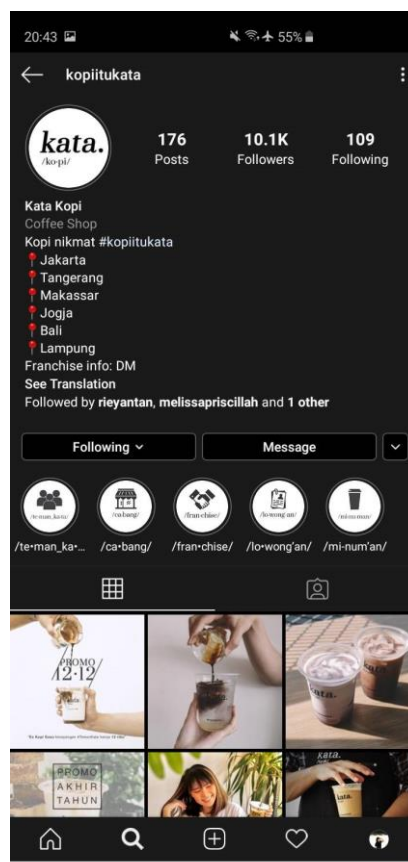 20:43
55%
kopiitukata
kata.
/ko·pi/
176
Posts
10.1K
Followers
109
Following
Kata Kopi
Coffee Shop
Kopi nikmat #kopiitukata
Jakarta
Tangerang
Makassar
Jogja
Bali
Lampung
Franchise info: DM
See Translation
Followed by rieyantan, melissapriscillah and 1 other
Following
Message
/te•man_ka•...
/ca•bang/
/fran•chise/
/lo•wong'an/
/mi-num'an/
PROMO
12·12
kata.
kata.
PROMO
AKHIR
TAHUN
kata.
kata.